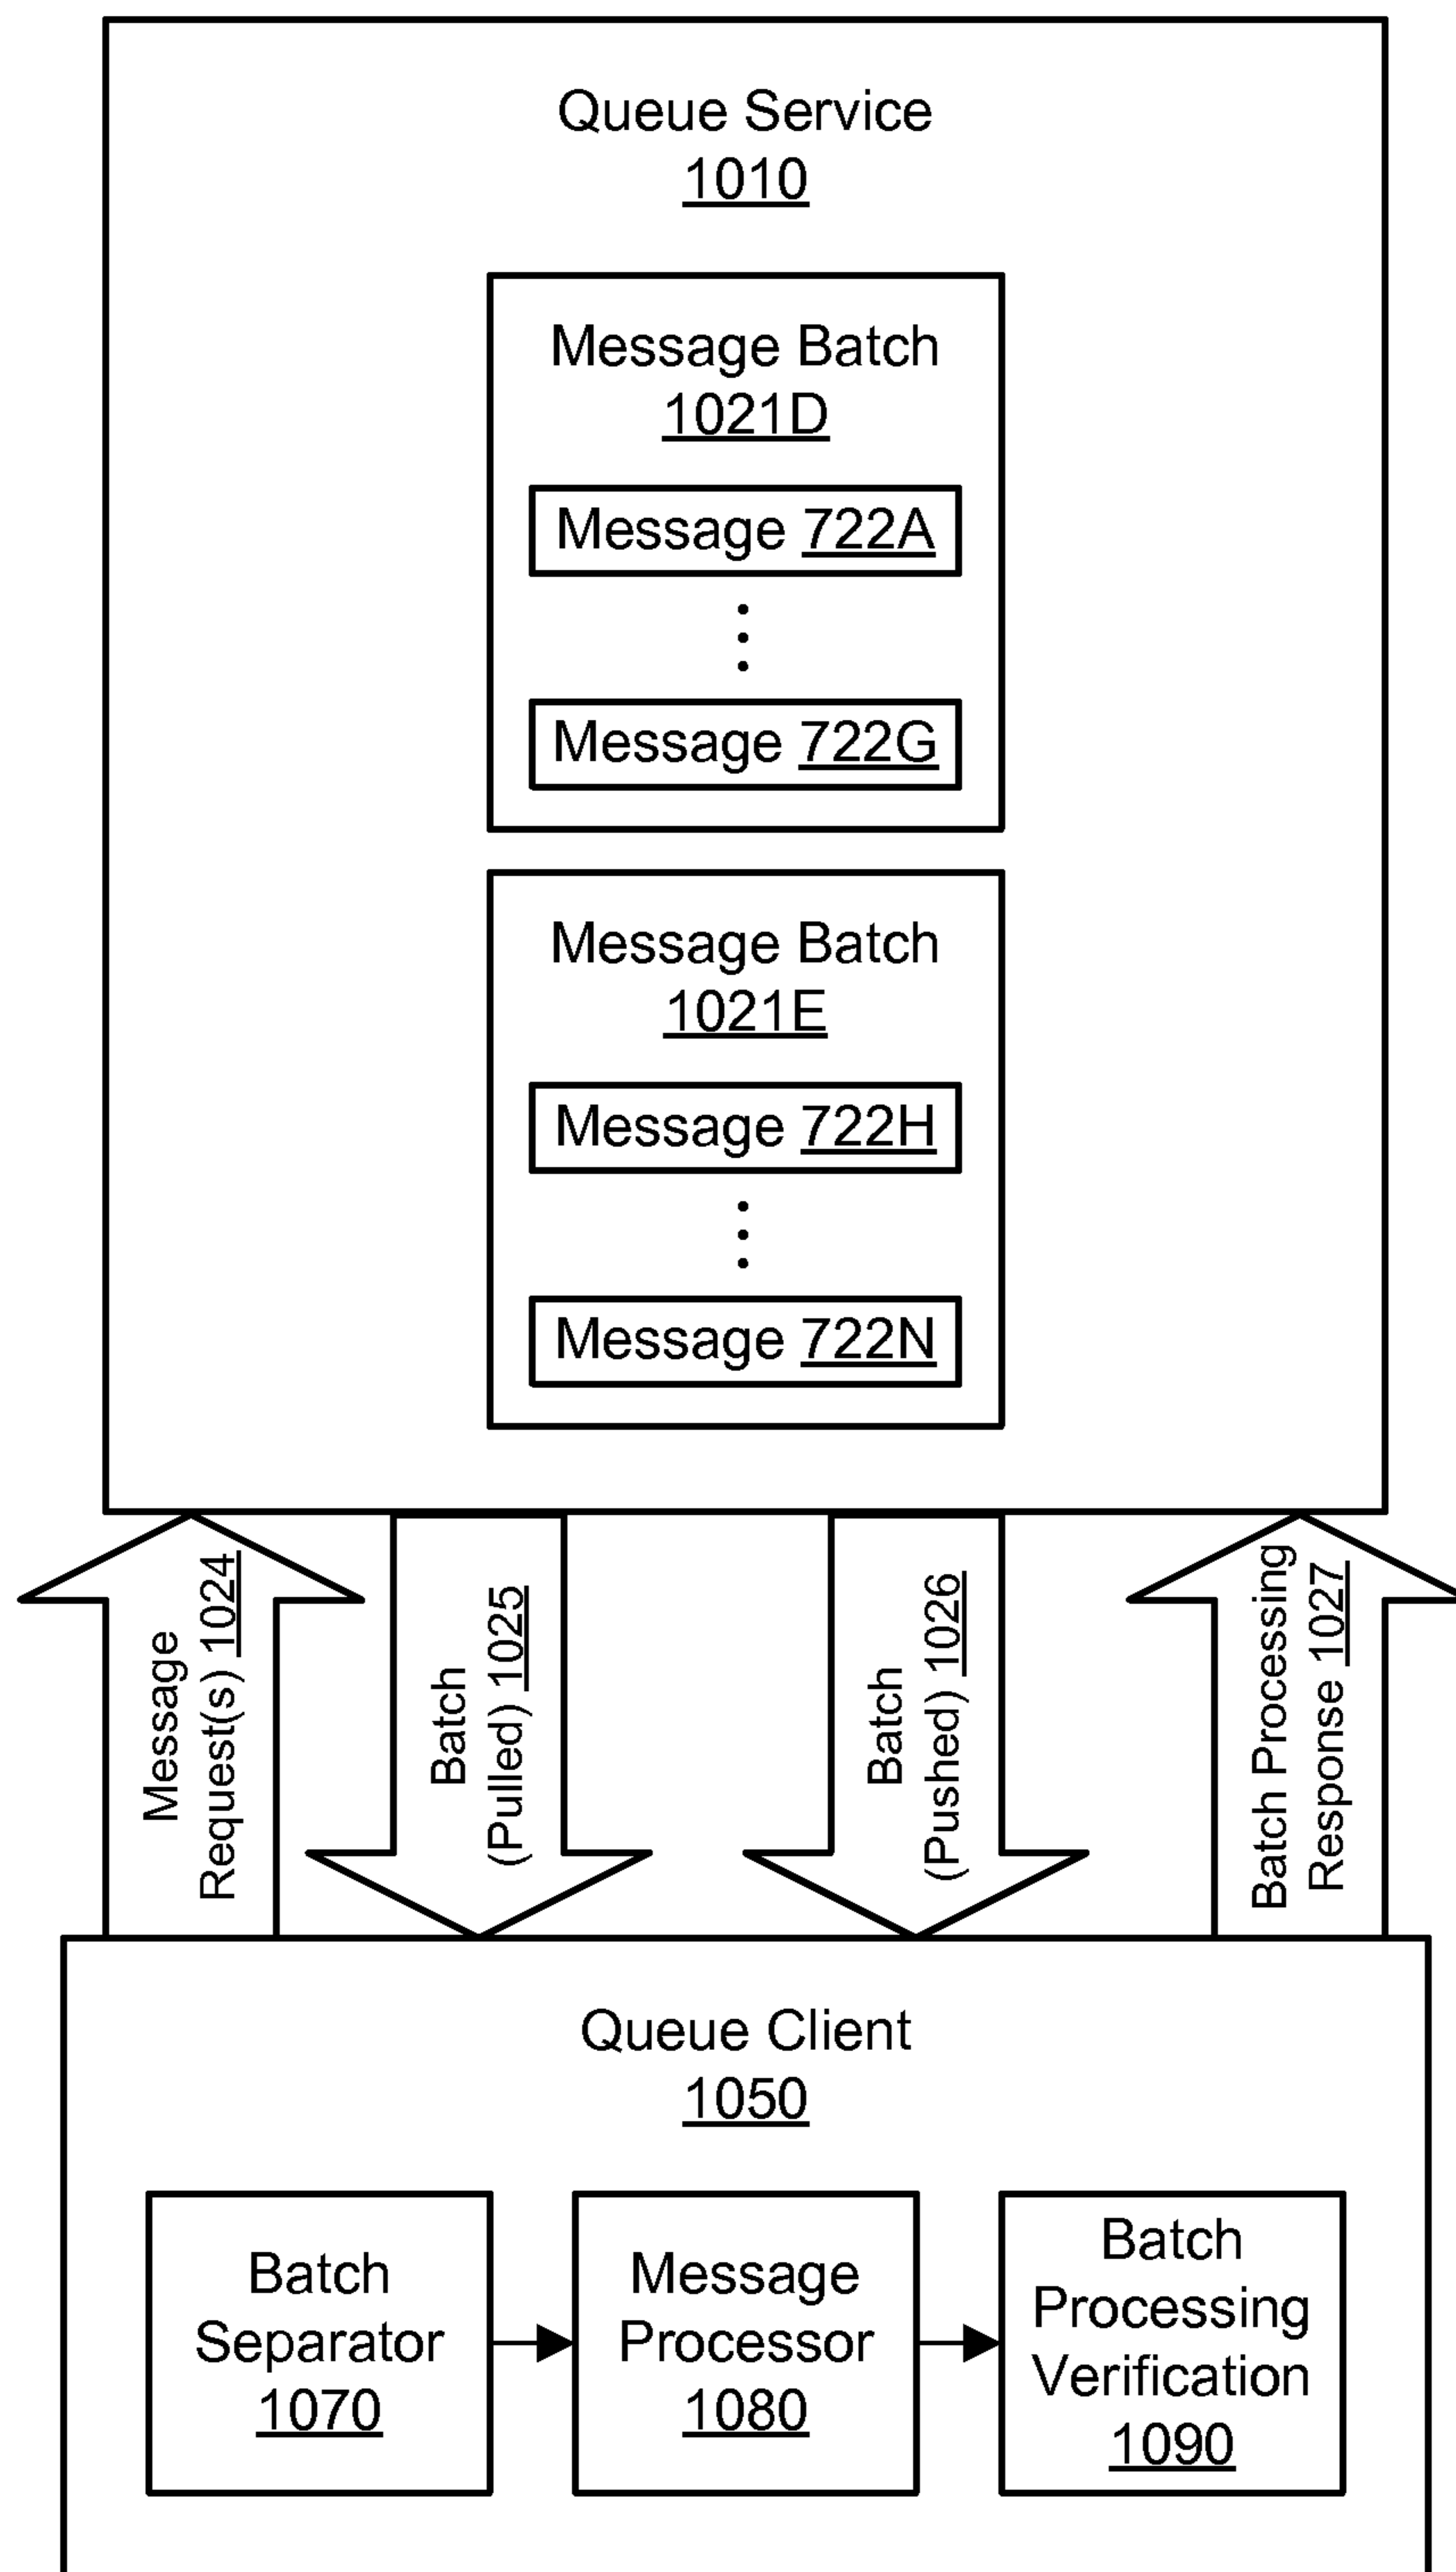 Queue Service
1010
Message Batch
1021D
Message 722A
Message 722G
Message Batch
1021E
Message 722H
Message 722N
Message
Request(s) 1024
Batch
(Pulled) 1025
Batch
(Pushed) 1026
Batch Processing
Response 1027
Queue Client
1050
Batch
Separator
1070
Message
Processor
1080
Batch
Processing
Verification
1090